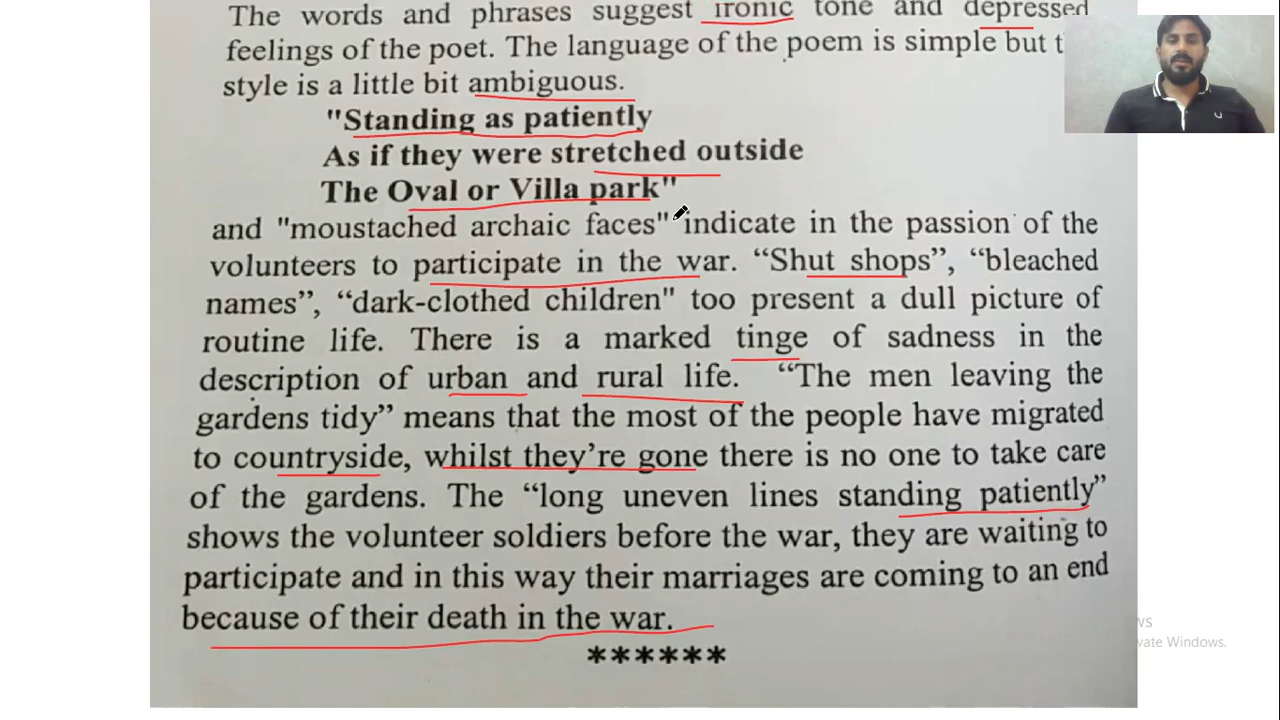 The words and phrases suggest ironic tone and depressed
feelings of the poet. The language of the poem is simple but
style is a little bit ambiguous.
"Standing as patiently
As if they were stretched outside
The Oval or Villa park"
and "moustached archaic faces" indicate in the passion of the
volunteers to participate in the war. “Shut shops”, “bleached
names”, “dark-clothed children" too present a dull picture of
routine life. There is a marked tinge of sadness in the
description of urban and rural life. “The men leaving the
gardens tidy” means that the most of the people have migrated
to countryside, whilst they’re gone there is no one to take care
of the gardens. The “long uneven lines standing patiently”
shows the volunteer soldiers before the war, they are waiting to
participate and in this way their marriages are coming to an end
because of their death in the war.
******
Windows.